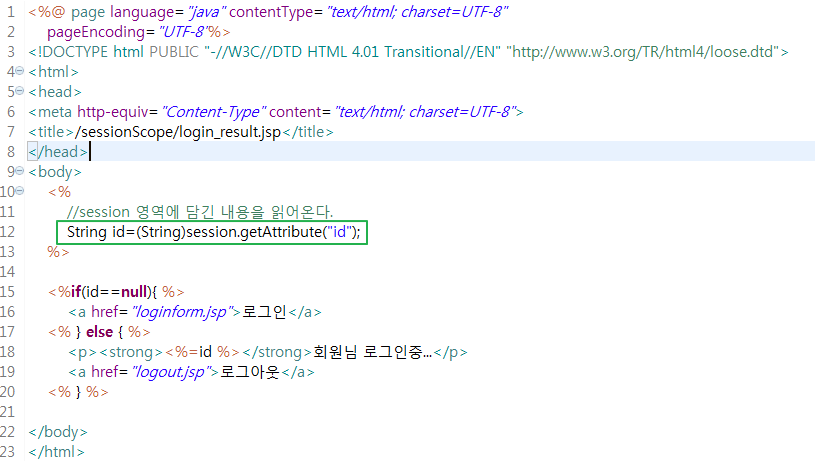 1 <%@ page language="java" contentType="text/html; charset=UTF-8"
2 pageEncoding="UTF-8"%>
3 <!DOCTYPE html PUBLIC "-//W3C//DTD HTML 4.01 Transitional//EN" "http://www.w3.org/TR/html4/loose.dtd">
4 <html>
5 <head>
6 <meta http-equiv="Content-Type" content="text/html; charset=UTF-8">
7 <title>/sessionScope/login_result.jsp</title>
8 </head>
9 <body>
10 <%
11 //session 영역에 담긴 내용을 읽어온다.
12 String id=(String)session.getAttribute("id");
13 %>
14
15 <%if(id==null){ %>
16 <a href="loginform.jsp">로그인</a>
17 <% } else { %>
18 <p><strong><%=id %></strong>회원님 로그인중...</p>
19 <a href="logout.jsp">로그아웃</a>
20 <% } %>
21
22 </body>
23 </html>